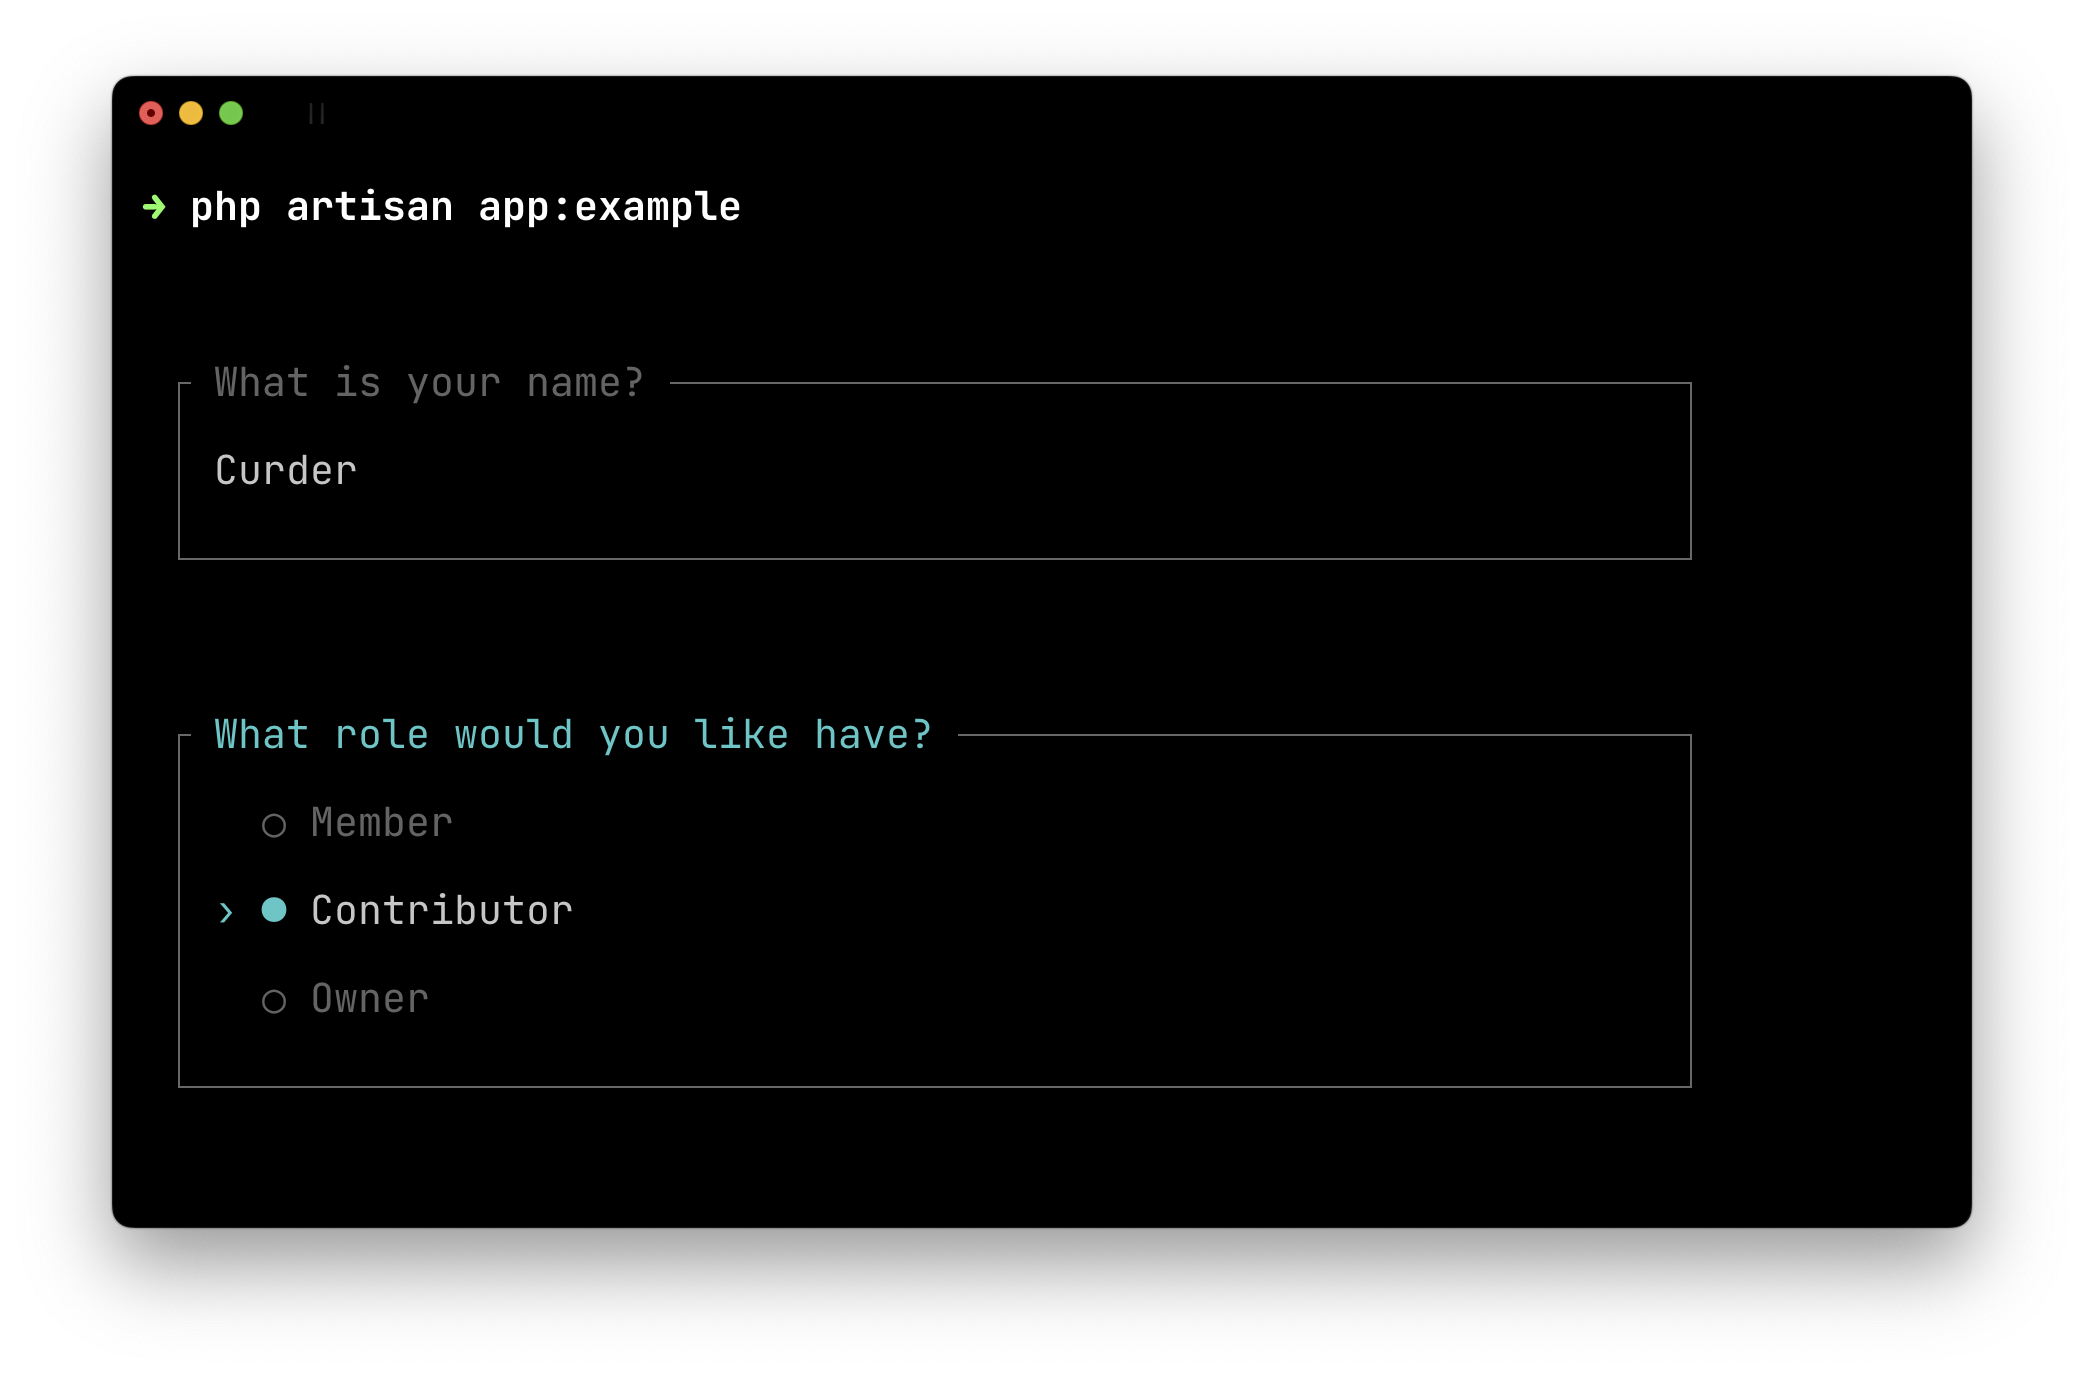 ➜ php artisan app:example
What is your name?
Curder
What role would you like have?
○ Member
› ● Contributor
○ Owner